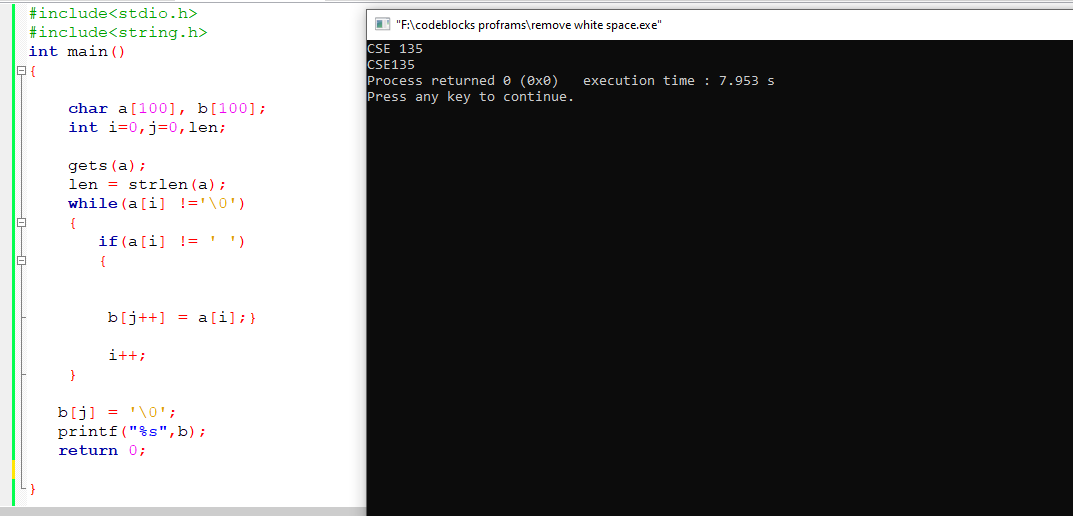 #include<stdio.h>
#include<string.h>
int main()
{
char a[100], b[100];
int i=0,j=0,len;
gets(a);
len = strlen(a);
while(a[i] !='\0')
{
if(a[i] != ' ')
{
b[j++] = a[i];}
i++;
}
b[j] = '\0';
printf("%s",b);
return 0;
}
"F:\codeblocks proframs\remove white space.exe"
CSE 135
CSE135
Process returned 0 (0x0)   execution time : 7.953 s
Press any key to continue.